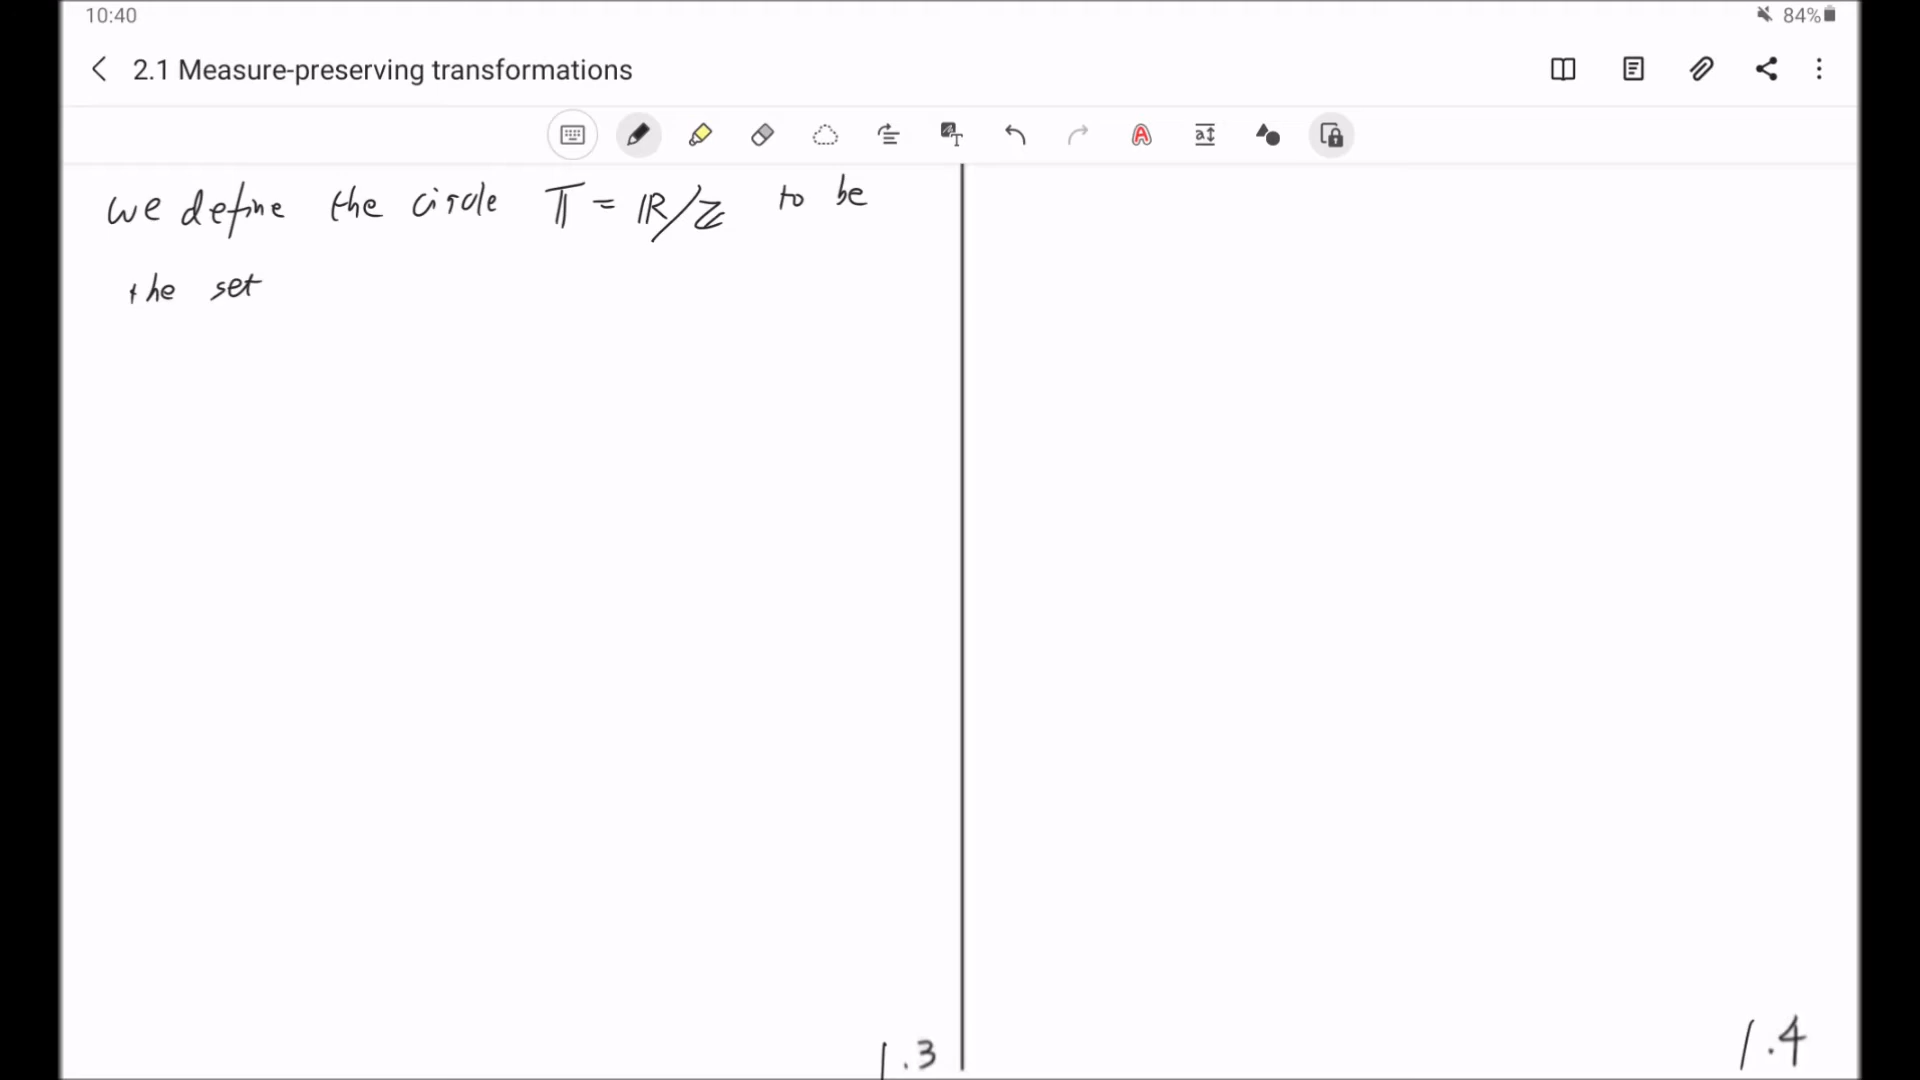 10:40
84%
2.1 Measure-preserving transformations
we define the circle 𝕋 = ℝ/ℤ to be
the set
1.3
1.4